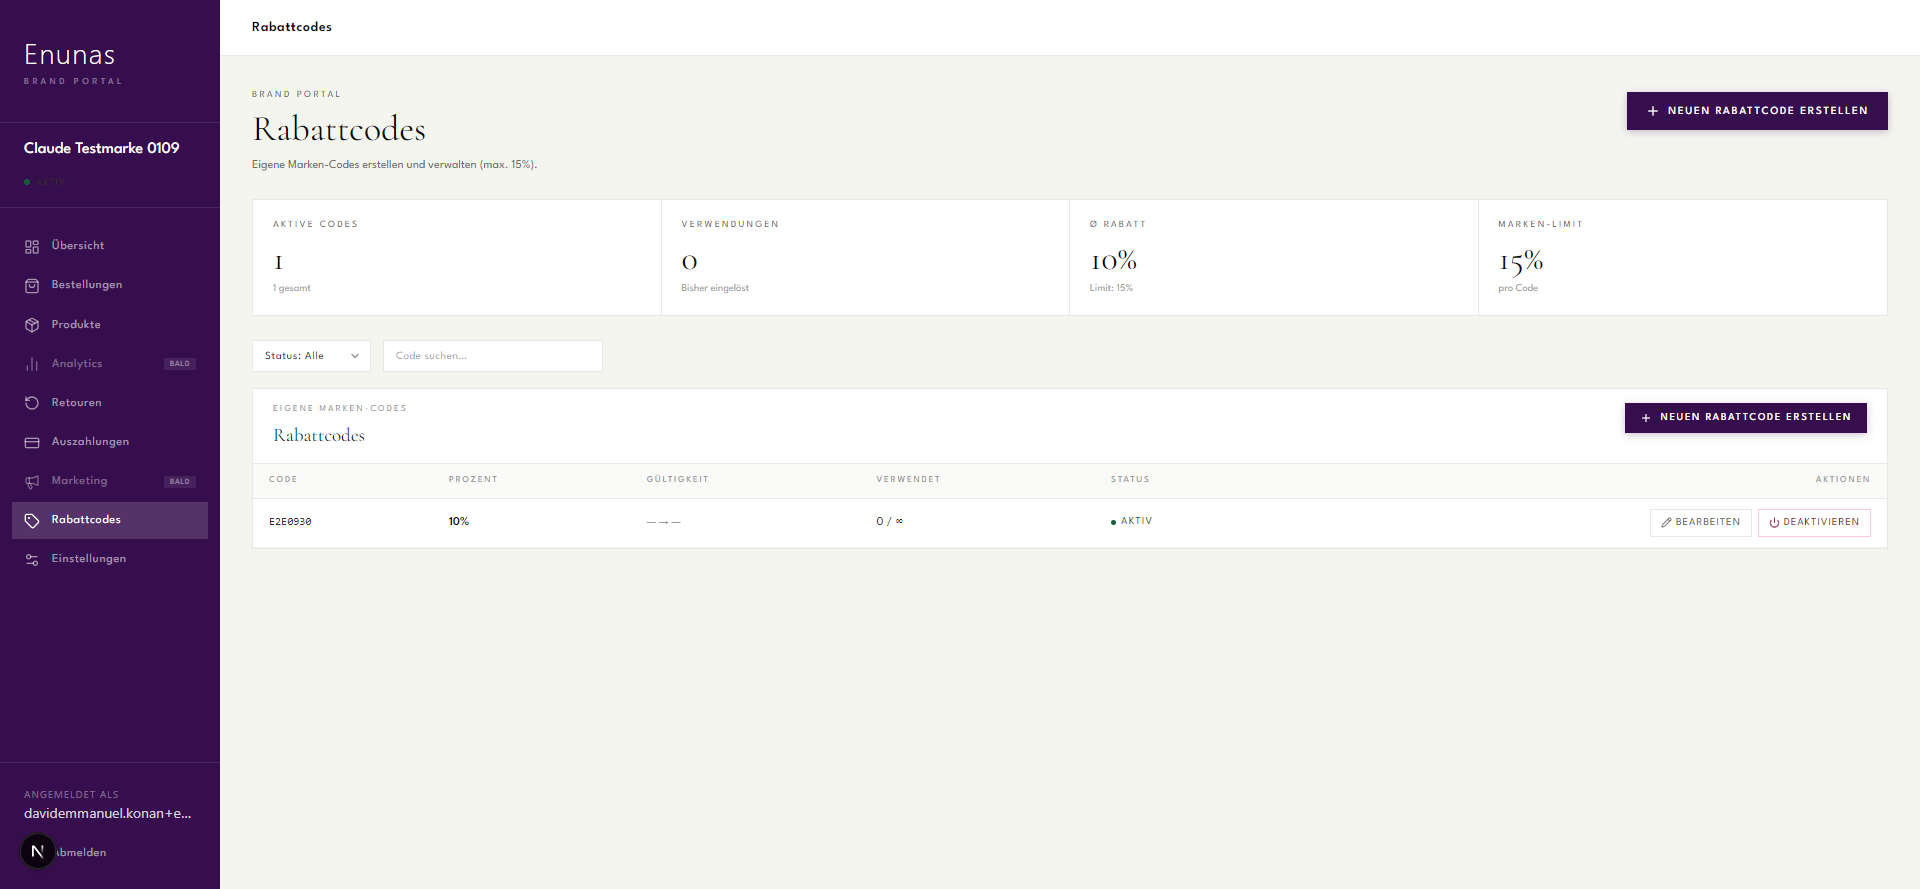 Enunas
BRAND PORTAL
Claude Testmarke 0109
AKTIV
Übersicht
Bestellungen
Produkte
Analytics BALD
Retouren
Auszahlungen
Marketing BALD
Rabattcodes
Einstellungen
ANGEMELDET ALS
davidemmanuel.konan+e...
N
Abmelden
Rabattcodes
BRAND PORTAL
Rabattcodes
Eigene Marken-Codes erstellen und verwalten (max. 15%).
+ NEUEN RABATTCODE ERSTELLEN
AKTIVE CODES
1
1 gesamt
VERWENDUNGEN
0
Bisher eingelöst
Ø RABATT
10%
Limit: 15%
MARKEN-LIMIT
15%
pro Code
Status: Alle
Code suchen...
EIGENE MARKEN-CODES
Rabattcodes
+ NEUEN RABATTCODE ERSTELLEN
CODE PROZENT GÜLTIGKEIT VERWENDET STATUS AKTIONEN
E2E0930 10% — → — 0 / ∞ AKTIV BEARBEITEN DEAKTIVIEREN